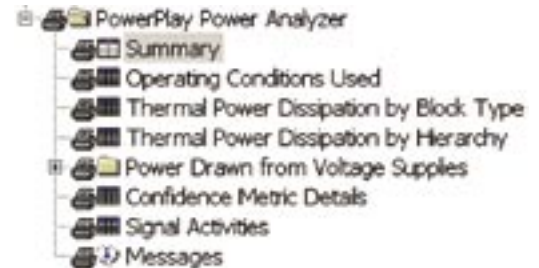 PowerPlay Power Analyzer
Summary
Operating Conditions Used
Thermal Power Dissipation by Block Type
Thermal Power Dissipation by Hierarchy
Power Drawn from Voltage Supplies
Confidence Metric Details
Signal Activities
Messages